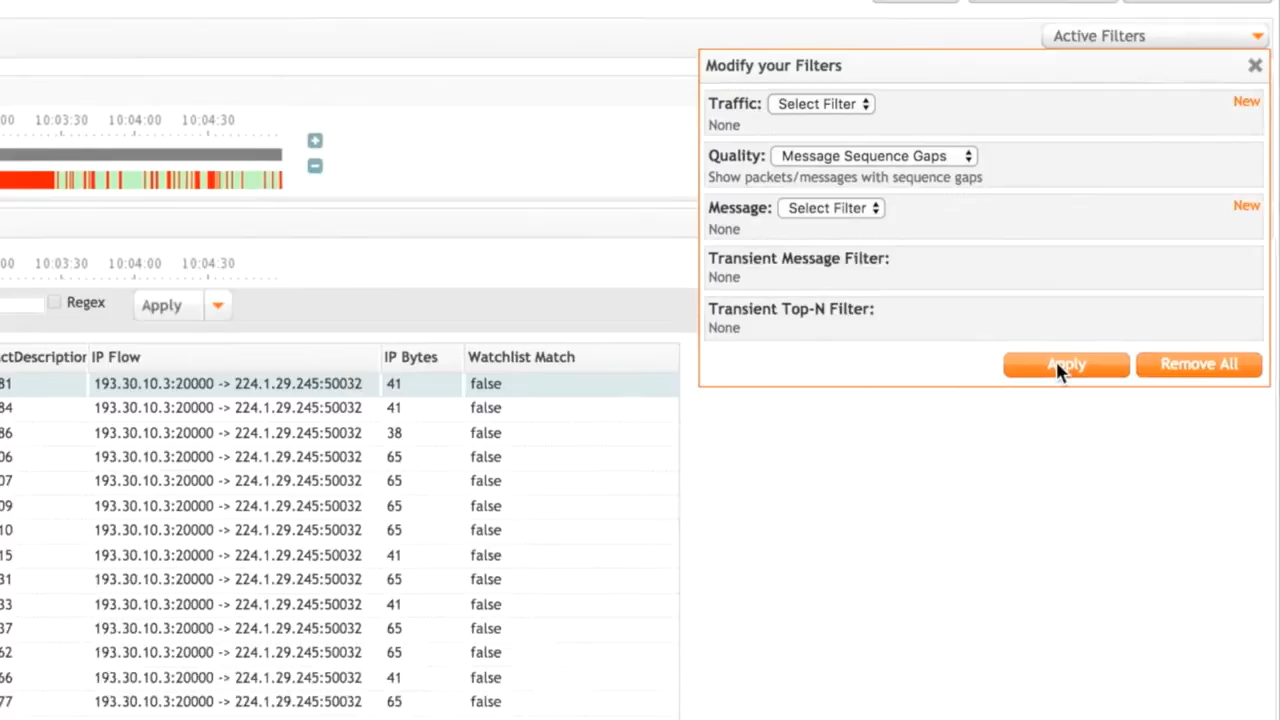 Active Filters
Modify your Filters
Traffic: Select Filter New
None
Quality: Message Sequence Gaps
Show packets/messages with sequence gaps
Message: Select Filter New
None
Transient Message Filter:
None
Transient Top-N Filter:
None
Apply Remove All
00 10:03:30 10:04:00 10:04:30
00 10:03:30 10:04:00 10:04:30
Regex Apply
ctDescription IP Flow IP Bytes Watchlist Match
81 193.30.10.3:20000 -> 224.1.29.245:50032 41 false
84 193.30.10.3:20000 -> 224.1.29.245:50032 41 false
86 193.30.10.3:20000 -> 224.1.29.245:50032 38 false
06 193.30.10.3:20000 -> 224.1.29.245:50032 65 false
07 193.30.10.3:20000 -> 224.1.29.245:50032 65 false
09 193.30.10.3:20000 -> 224.1.29.245:50032 65 false
10 193.30.10.3:20000 -> 224.1.29.245:50032 65 false
15 193.30.10.3:20000 -> 224.1.29.245:50032 41 false
31 193.30.10.3:20000 -> 224.1.29.245:50032 65 false
33 193.30.10.3:20000 -> 224.1.29.245:50032 41 false
37 193.30.10.3:20000 -> 224.1.29.245:50032 65 false
62 193.30.10.3:20000 -> 224.1.29.245:50032 65 false
66 193.30.10.3:20000 -> 224.1.29.245:50032 41 false
77 193.30.10.3:20000 -> 224.1.29.245:50032 65 false